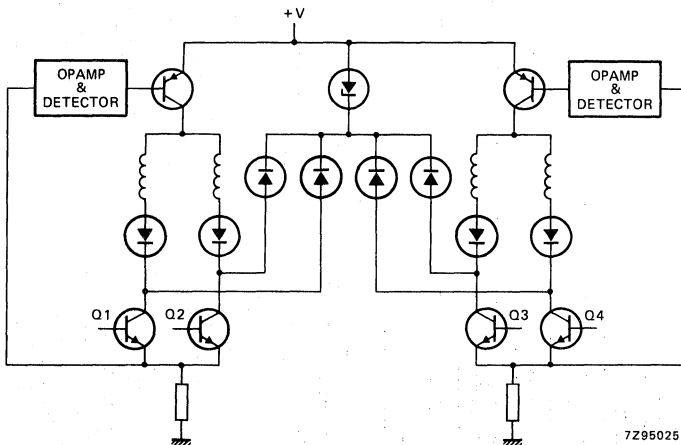 +V
OPAMP
&
DETECTOR
OPAMP
&
DETECTOR
Q1
Q2
Q3
Q4
7Z95025